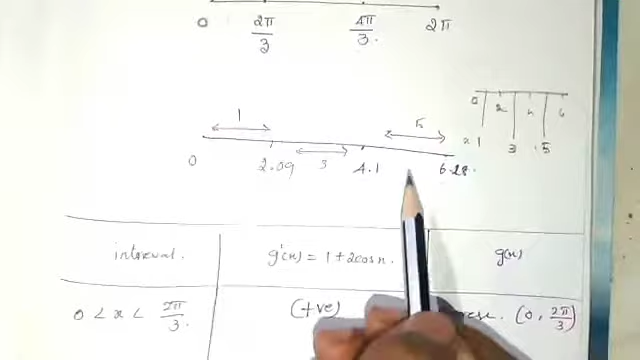 0 2π/3 4π/3. 2π
1 5
0 2 4 6
x 1 3 .5
0 2.09 3 4.1 6.28.
interval. g'(x) = 1 + 2cosx. g(x)
0 < x < 2π/3. (+ve) (0, 2π/3)